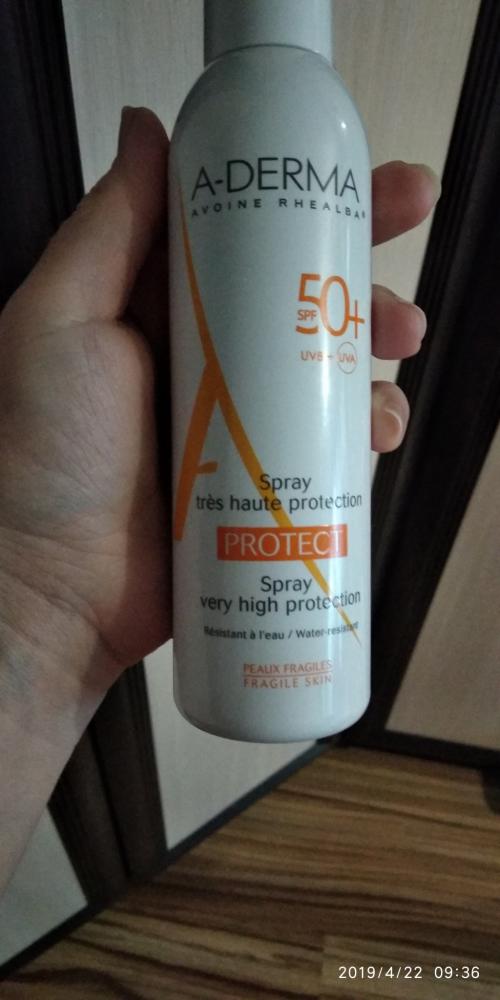 A-DERMA
AVOINE RHEALBA®
SPF 50+
UVB + UVA
Spray
très haute protection
PROTECT
Spray
very high protection
Résistant à l'eau / Water-resistant
PEAUX FRAGILES
FRAGILE SKIN
2019/4/22 09:36